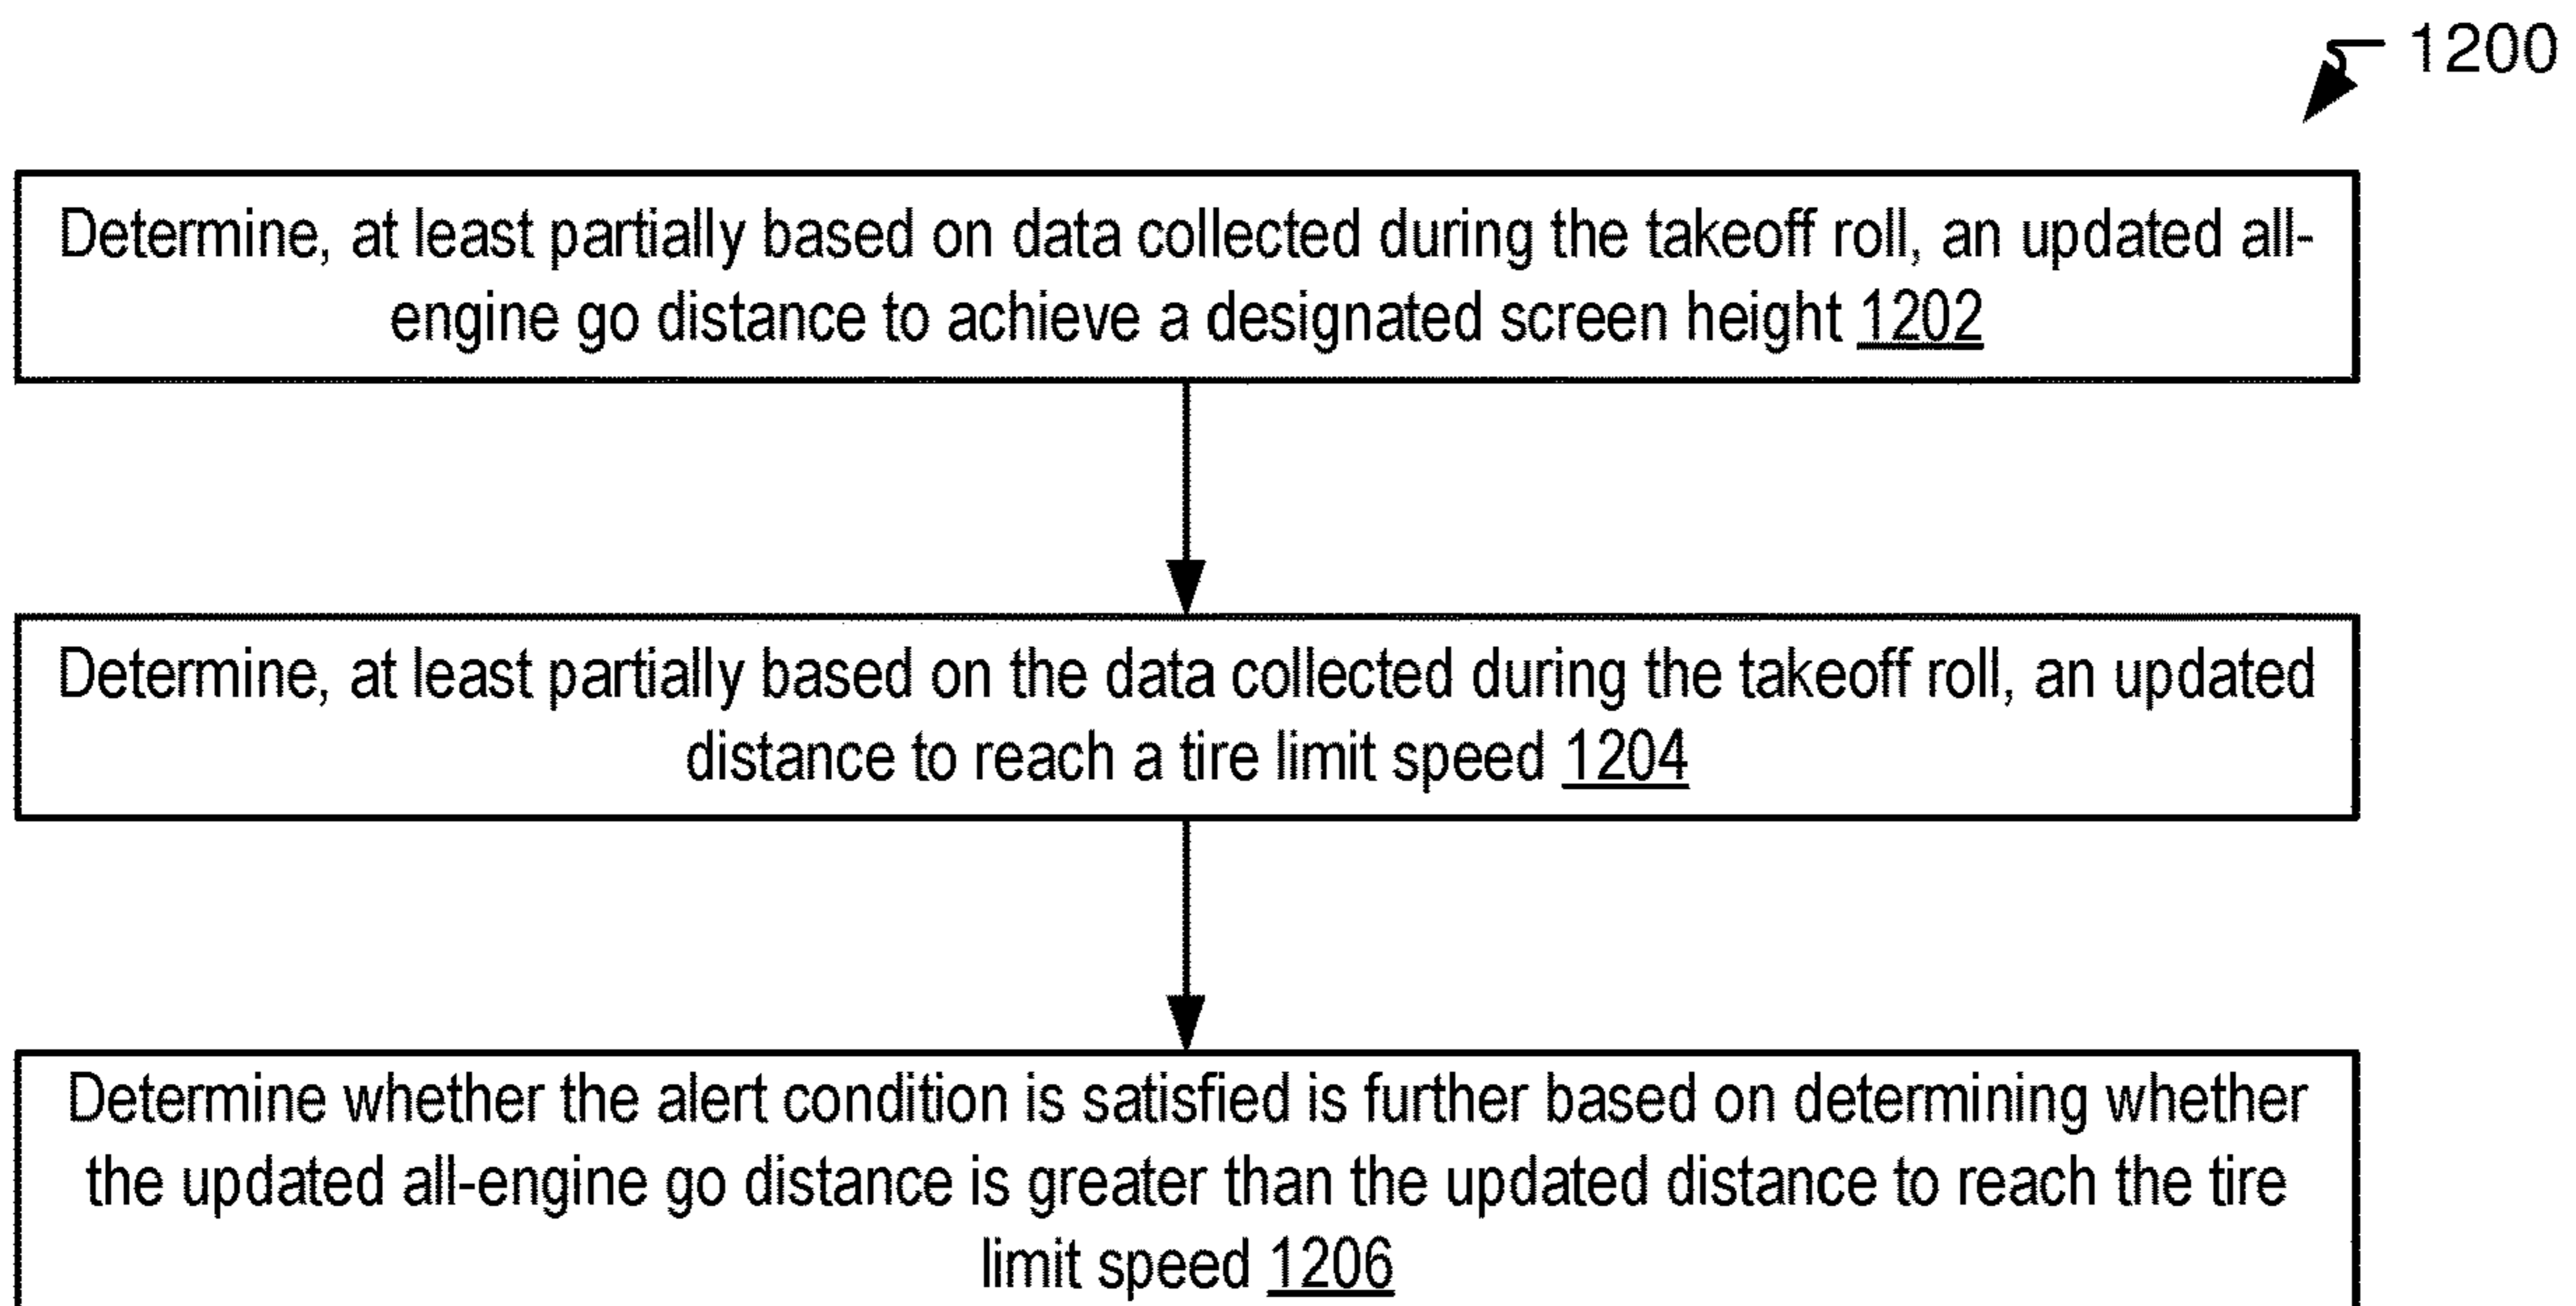 1200
Determine, at least partially based on data collected during the takeoff roll, an updated all-
engine go distance to achieve a designated screen height 1202
Determine, at least partially based on the data collected during the takeoff roll, an updated
distance to reach a tire limit speed 1204
Determine whether the alert condition is satisfied is further based on determining whether
the updated all-engine go distance is greater than the updated distance to reach the tire
limit speed 1206